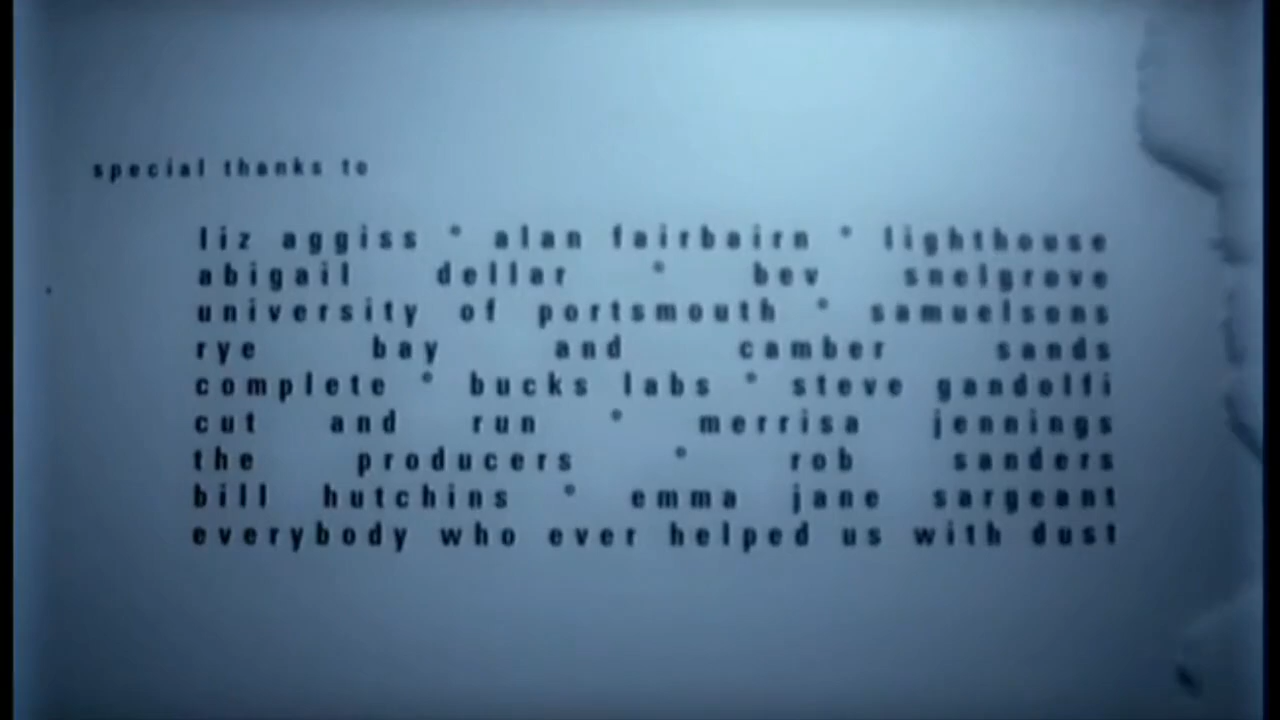 special thanks to
liz aggiss * alan fairbairn * lighthouse
abigail dellar * bev snelgrove
university of portsmouth * samuelsons
rye bay and camber sands
complete * bucks labs * steve gandolfi
cut and run * merrisa jennings
the producers * rob sanders
bill hutchins * emma jane sargeant
everybody who ever helped us with dust